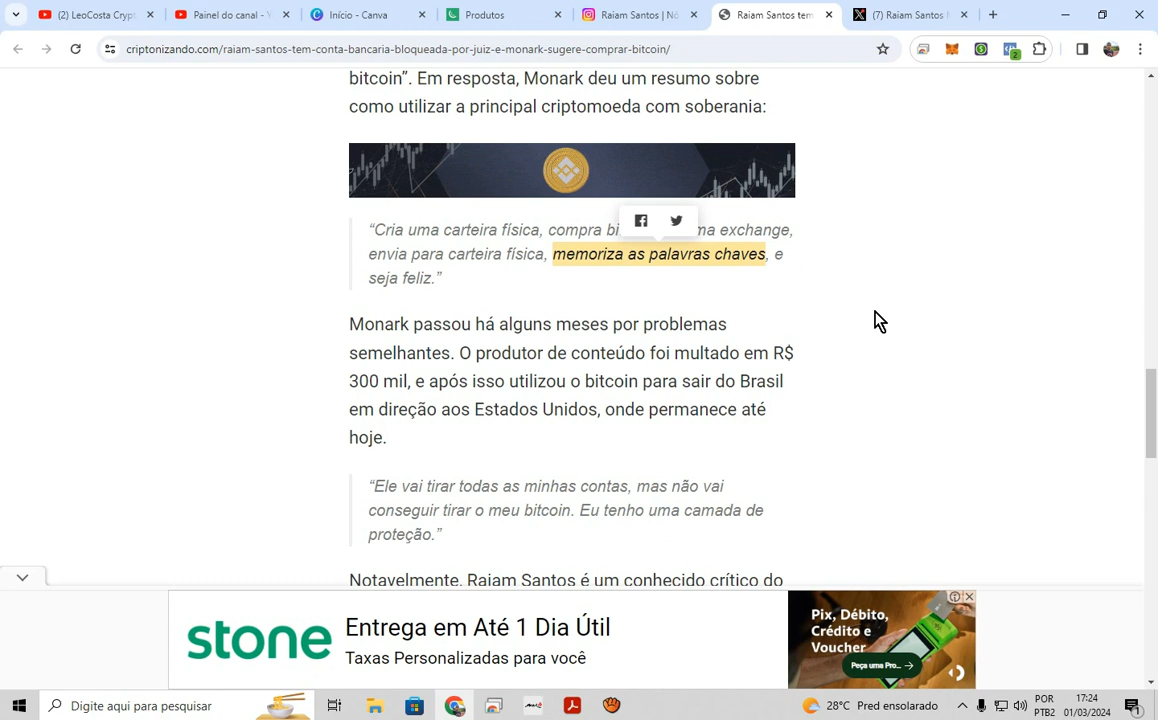 (2) LeoCosta Crypt
Painel do canal - Y
Início - Canva
Produtos
Raiam Santos | Nó
Raiam Santos tem
(7) Raiam Santos
criptonizando.com/raiam-santos-tem-conta-bancaria-bloqueada-por-juiz-e-monark-sugere-comprar-bitcoin/
2
bitcoin”. Em resposta, Monark deu um resumo sobre
como utilizar a principal criptomoeda com soberania:
“Cria uma carteira física, compra bi ma exchange,
envia para carteira física, memoriza as palavras chaves, e
seja feliz.”
Monark passou há alguns meses por problemas
semelhantes. O produtor de conteúdo foi multado em R$
300 mil, e após isso utilizou o bitcoin para sair do Brasil
em direção aos Estados Unidos, onde permanece até
hoje.
“Ele vai tirar todas as minhas contas, mas não vai
conseguir tirar o meu bitcoin. Eu tenho uma camada de
proteção.”
Notavelmente, Raiam Santos é um conhecido crítico do
stone
Entrega em Até 1 Dia Útil
Taxas Personalizadas para você
Pix, Débito,
Crédito e
Voucher
Peça uma Pro... →
Digite aqui para pesquisar
28°C Pred ensolarado
POR
PTB2
17:24
01/03/2024
1